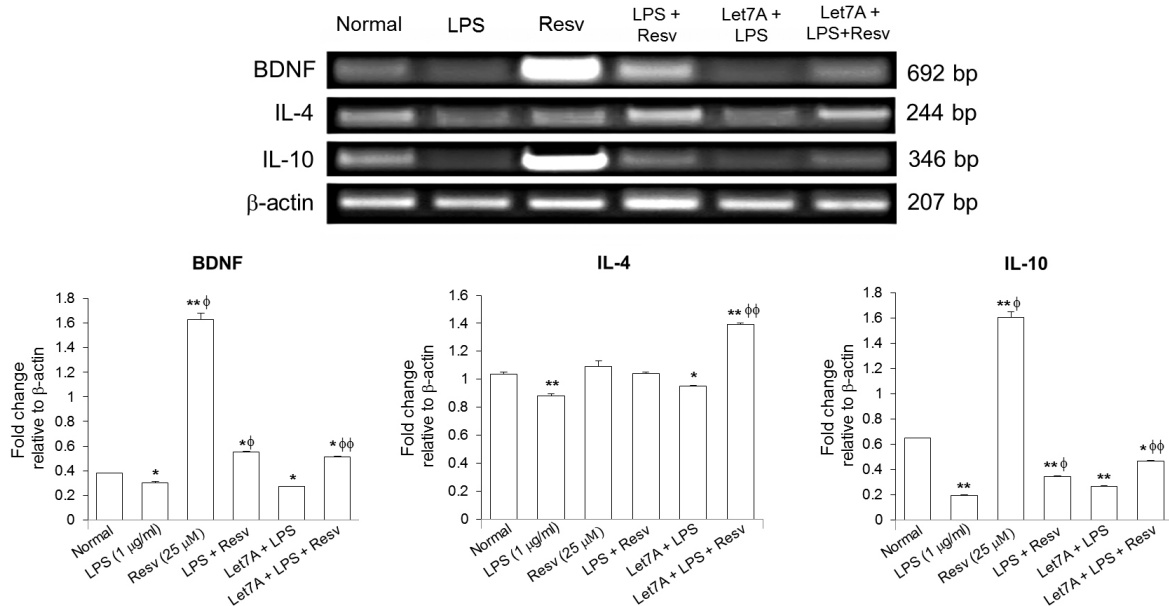 Normal LPS Resv LPS + Resv Let7A + LPS Let7A + LPS+Resv
BDNF 692 bp
IL-4 244 bp
IL-10 346 bp
β-actin 207 bp
BDNF
Fold change
relative to β-actin
1.8
1.6
1.4
1.2
1
0.8
0.6
0.4
0.2
0
*
**ϕ
*ϕ
*
*ϕϕ
Normal
LPS (1 μg/ml)
Resv (25 μM)
LPS + Resv
Let7A + LPS
Let7A + LPS + Resv
IL-4
Fold change
relative to β-actin
1.6
1.4
1.2
1
0.8
0.6
0.4
0.2
0
**
*
**ϕϕ
Normal
LPS (1 μg/ml)
Resv (25 μM)
LPS + Resv
Let7A + LPS
Let7A + LPS + Resv
IL-10
Fold change
relative to β-actin
1.8
1.6
1.4
1.2
1
0.8
0.6
0.4
0.2
0
**
**ϕ
**ϕ
**
*ϕϕ
Normal
LPS (1 μg/ml)
Resv (25 μM)
LPS + Resv
Let7A + LPS
Let7A + LPS + Resv